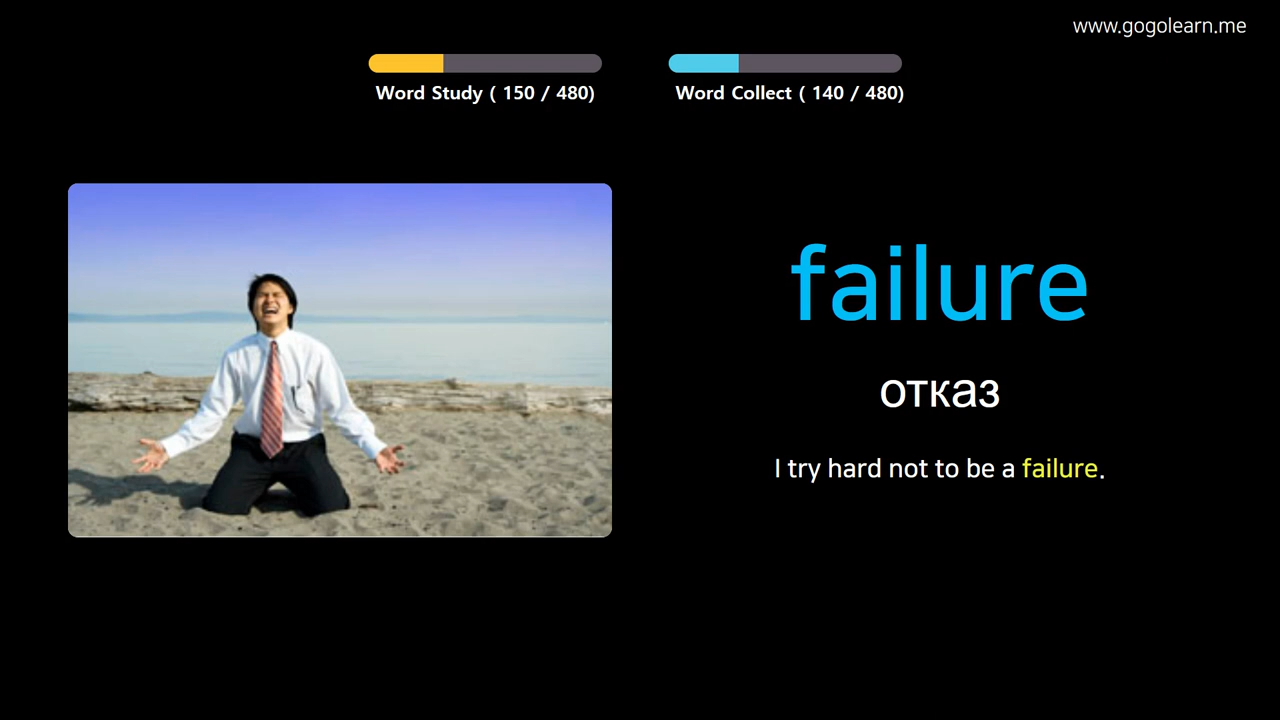 www.gogolearn.me
Word Study ( 150 / 480)
Word Collect ( 140 / 480)
failure
отказ
I try hard not to be a failure.